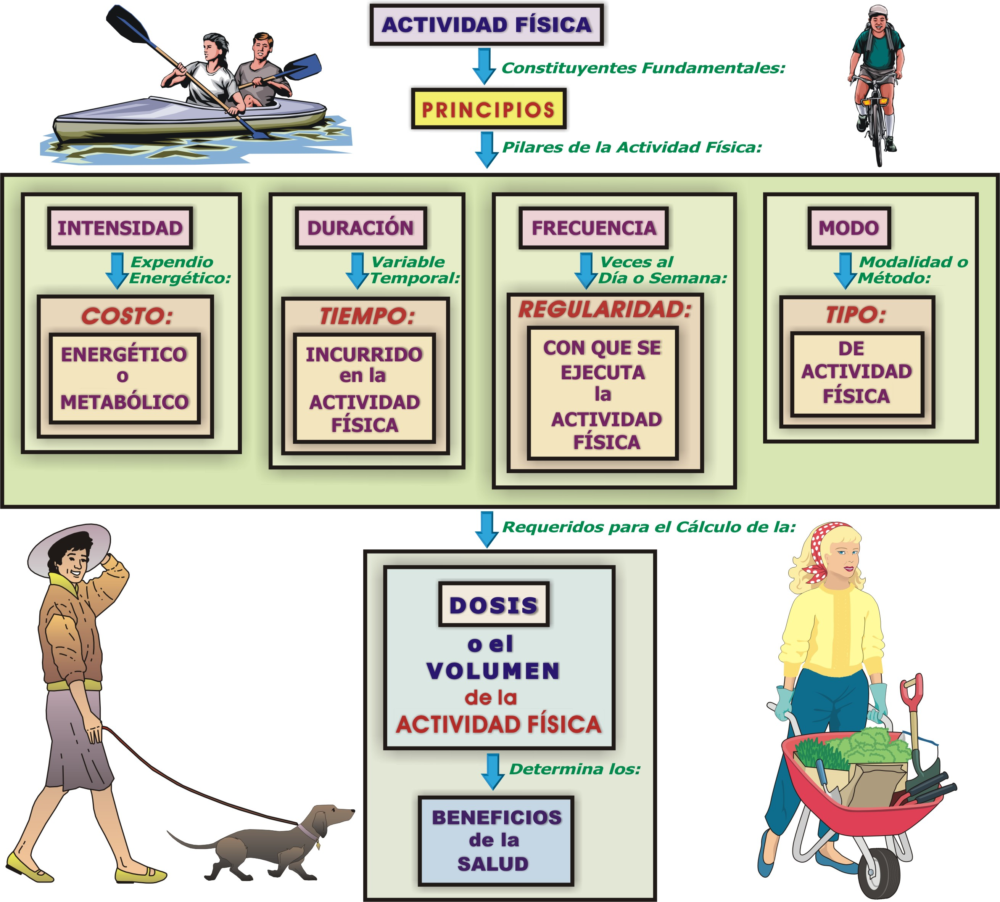 ACTIVIDAD FÍSICA
Constituyentes Fundamentales:
PRINCIPIOS
Pilares de la Actividad Física:
INTENSIDAD
Expendio
Energético:
COSTO:
ENERGÉTICO
o
METABÓLICO
DURACIÓN
Variable
Temporal:
TIEMPO:
INCURRIDO
en la
ACTIVIDAD
FÍSICA
FRECUENCIA
Veces al
Día o Semana:
REGULARIDAD:
CON QUE SE
EJECUTA
la
ACTIVIDAD
FÍSICA
MODO
Modalidad o
Método:
TIPO:
DE
ACTIVIDAD
FÍSICA
Requeridos para el Cálculo de la:
DOSIS
o el
VOLUMEN
de la
ACTIVIDAD FÍSICA
Determina los:
BENEFICIOS
de la
SALUD